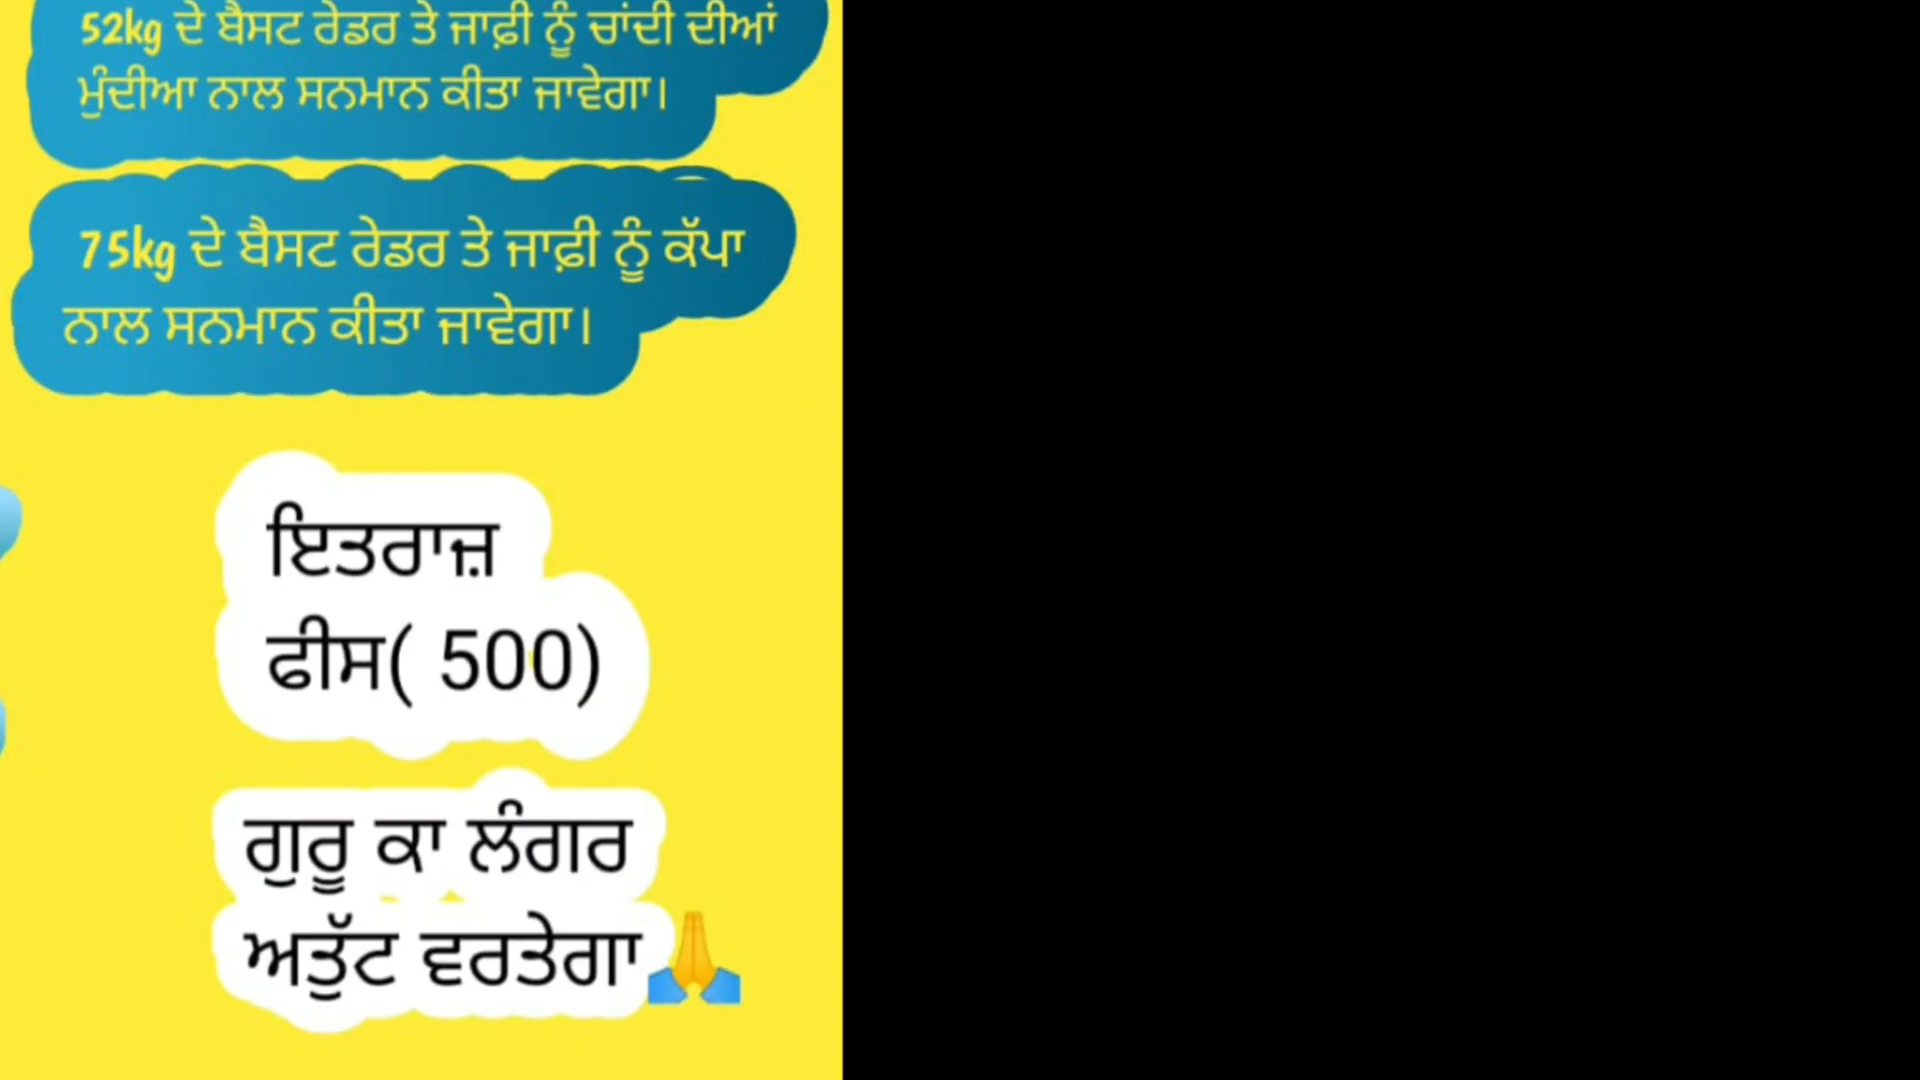 52kg ਦੇ ਬੈਸਟ ਰੇਡਰ ਤੇ ਜਾਫ਼ੀ ਨੂੰ ਚਾਂਦੀ ਦੀਆਂ
ਮੁੰਦੀਆ ਨਾਲ ਸਨਮਾਨ ਕੀਤਾ ਜਾਵੇਗਾ।
75kg ਦੇ ਬੈਸਟ ਰੇਡਰ ਤੇ ਜਾਫ਼ੀ ਨੂੰ ਕੱਪਾ
ਨਾਲ ਸਨਮਾਨ ਕੀਤਾ ਜਾਵੇਗਾ।
ਇਤਰਾਜ਼
ਫੀਸ( 500)
ਗੁਰੂ ਕਾ ਲੰਗਰ
ਅਤੁੱਟ ਵਰਤੇਗਾ🙏